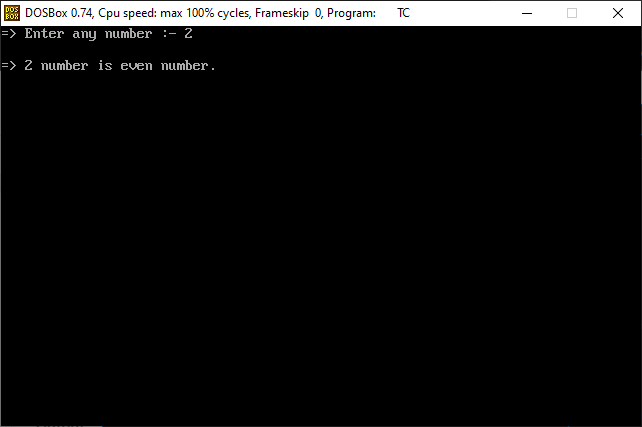 DOSBox 0.74, Cpu speed: max 100% cycles, Frameskip 0, Program: TC
=> Enter any number :- 2
=> 2 number is even number.